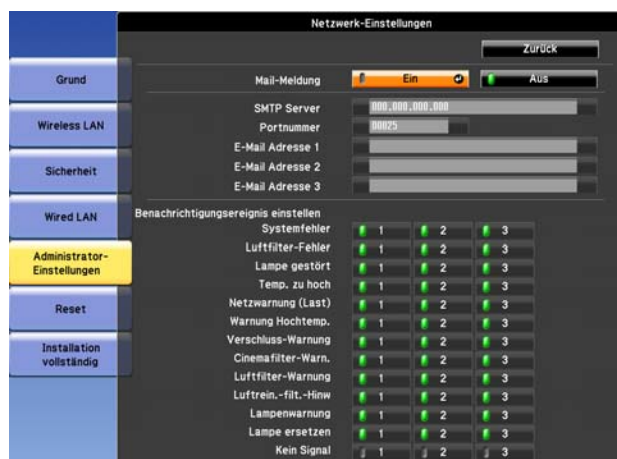 Netzwerk-Einstellungen
Zurück
Grund
Wireless LAN
Sicherheit
Wired LAN
Administrator-
Einstellungen
Reset
Installation
vollständig
Mail-Meldung Ein Aus
SMTP Server 000.000.000.000
Portnummer 00025
E-Mail Adresse 1
E-Mail Adresse 2
E-Mail Adresse 3
Benachrichtigungsereignis einstellen
Systemfehler 1 2 3
Luftfilter-Fehler 1 2 3
Lampe gestört 1 2 3
Temp. zu hoch 1 2 3
Netzwarnung (Last) 1 2 3
Warnung Hochtemp. 1 2 3
Verschluss-Warnung 1 2 3
Cinemafilter-Warn. 1 2 3
Luftfilter-Warnung 1 2 3
Luftrein.-filt.-Hinw 1 2 3
Lampenwarnung 1 2 3
Lampe ersetzen 1 2 3
Kein Signal 1 2 3